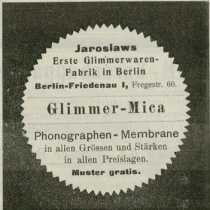 Jaroslaws
Erste Glimmerwaren-
Fabrik in Berlin
Berlin-Friedenau 1, Fregestr. 60.
Glimmer-Mica
Phonographen-Membrane
in allen Grössen und Stärken
in allen Preislagen.
Muster gratis.